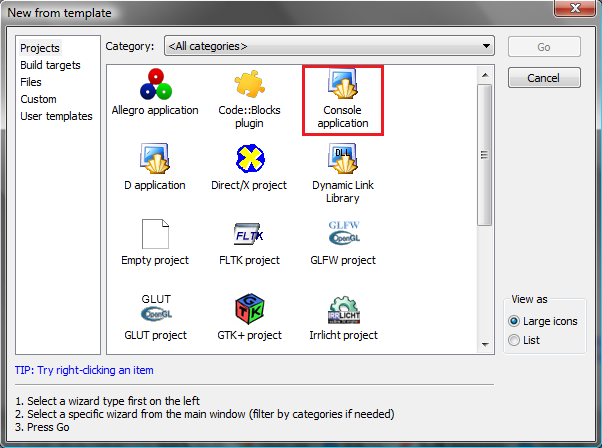 New from template
Projects
Build targets
Files
Custom
User templates
Category: <All categories>
Go
Cancel
Allegro application
Code::Blocks
plugin
Console
application
D application
Direct/X project
DLL
Dynamic Link
Library
Empty project
FLTK
FLTK project
GLFW
OpenGL
GLFW project
GLUT
OpenGL
GLUT project
GTK
GTK+ project
IRRLICHT
Irrlicht project
View as
Large icons
List
TIP: Try right-clicking an item
1. Select a wizard type first on the left
2. Select a specific wizard from the main window (filter by categories if needed)
3. Press Go